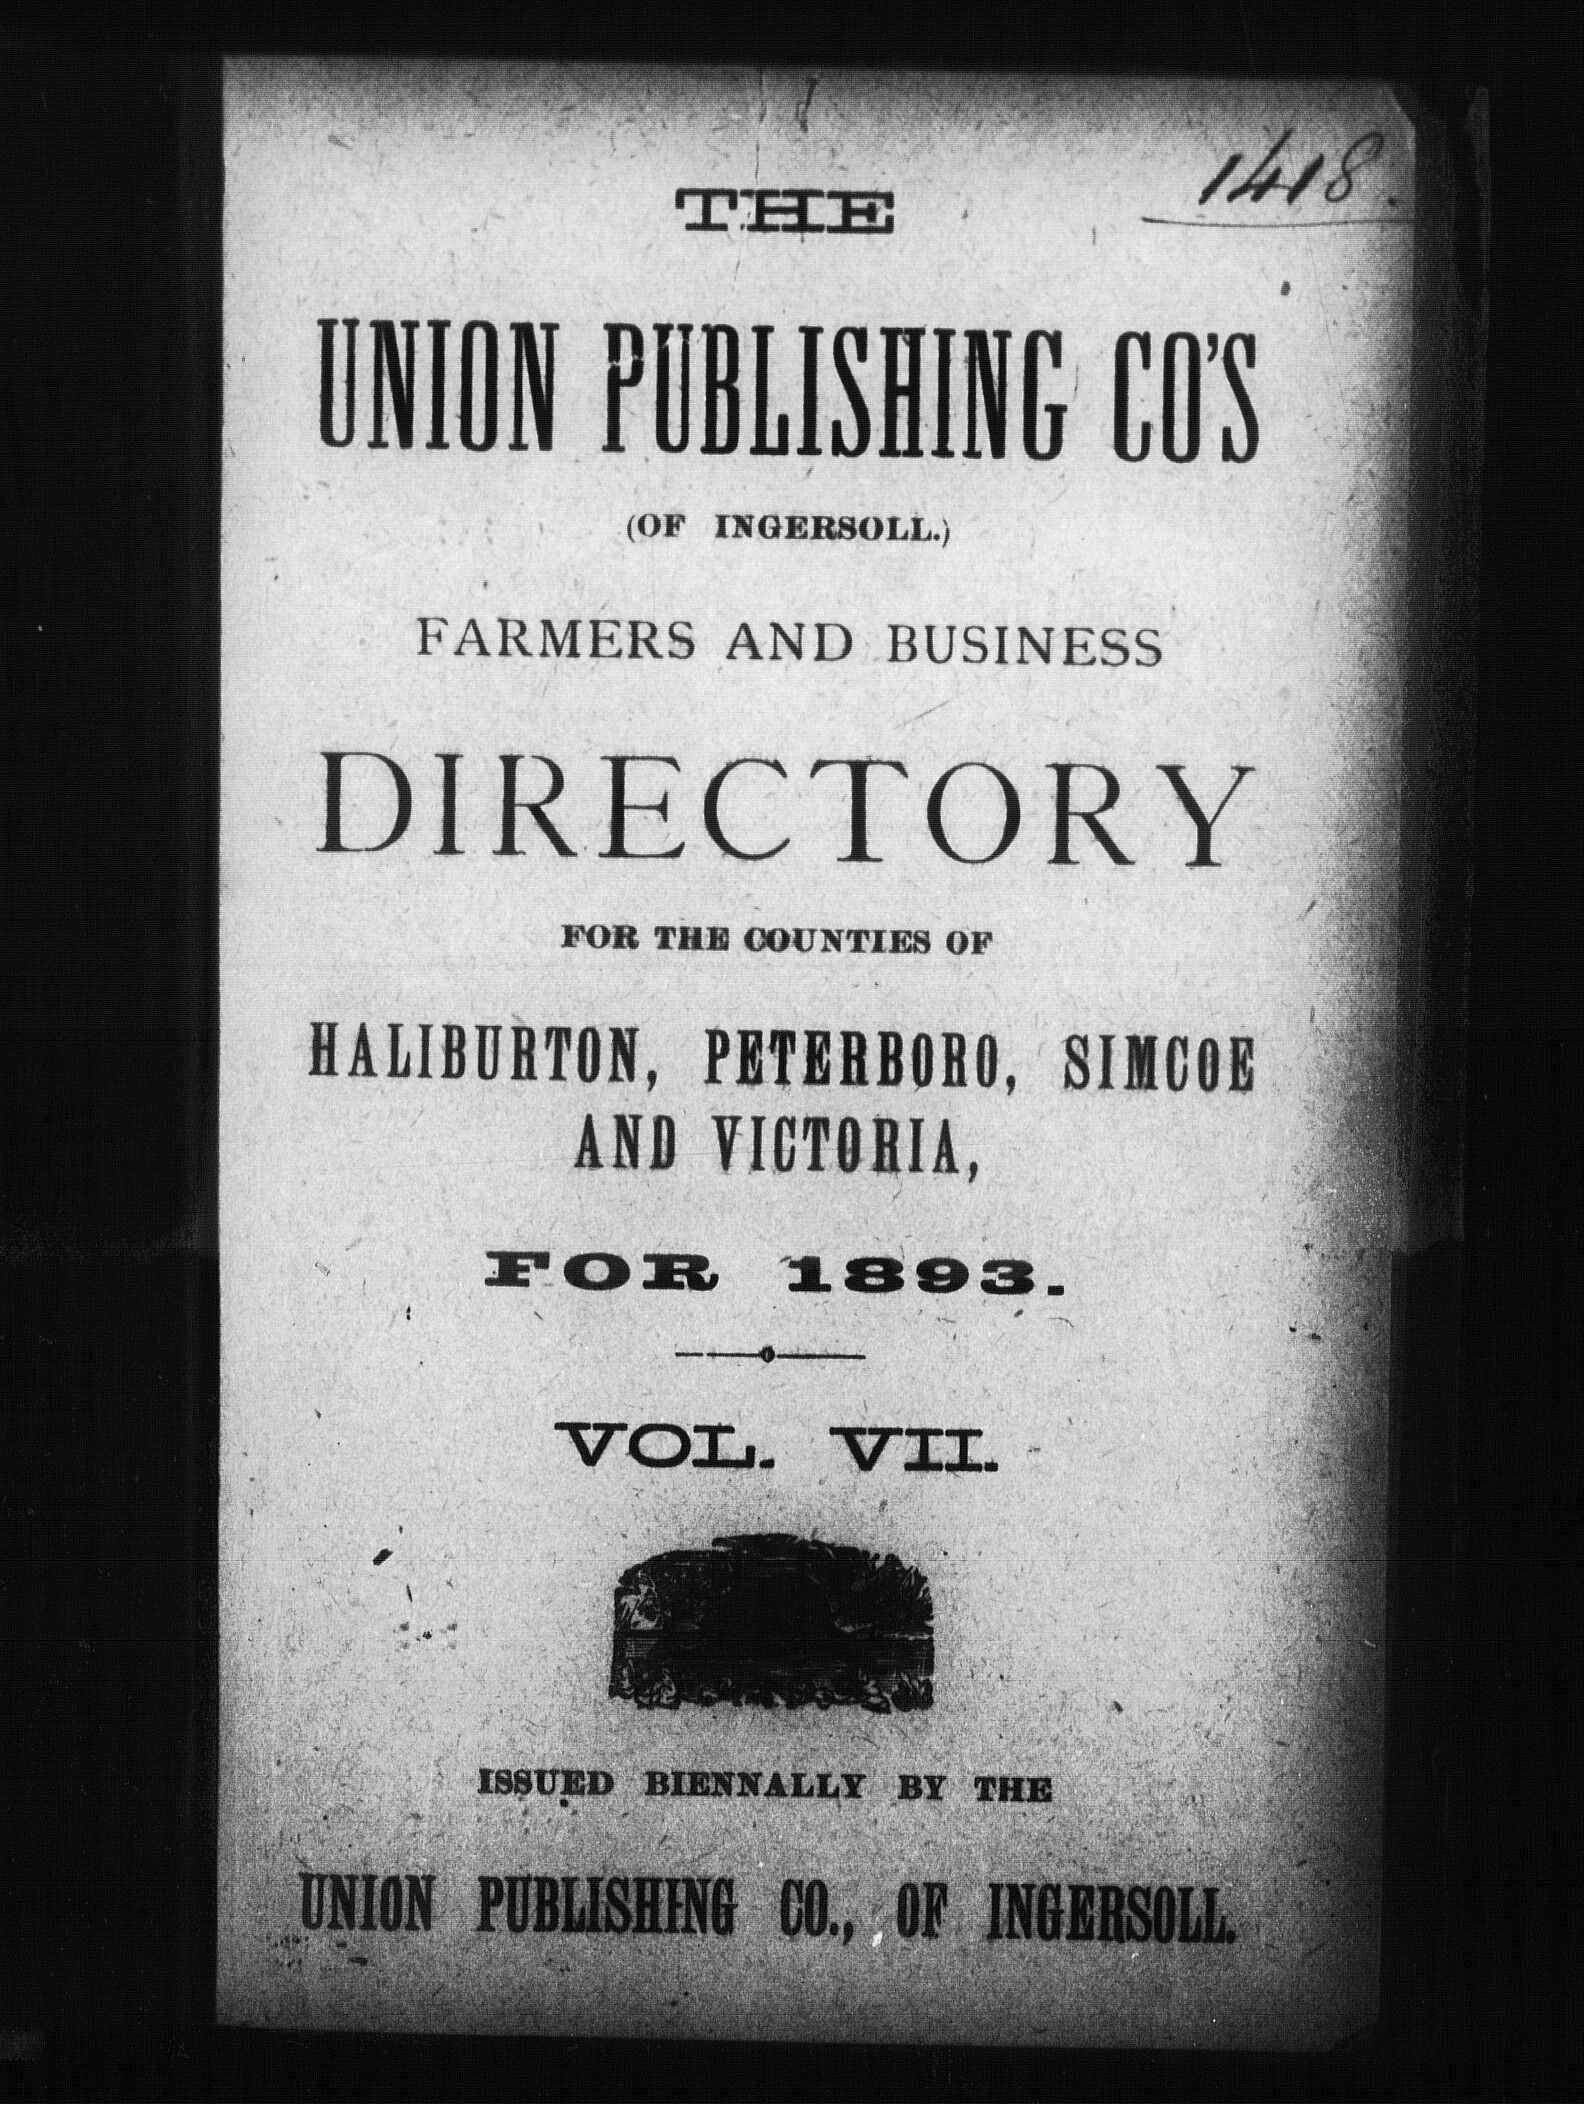 1418.
THE
UNION PUBLISHING CO'S
(OF INGERSOLL.)
FARMERS AND BUSINESS
DIRECTORY
FOR THE COUNTIES OF
HALIBURTON, PETERBORO, SIMCOE
AND VICTORIA,
FOR 1893.
VOL. VII.
ISSUED BIENNALLY BY THE
UNION PUBLISHING CO., OF INGERSOLL.